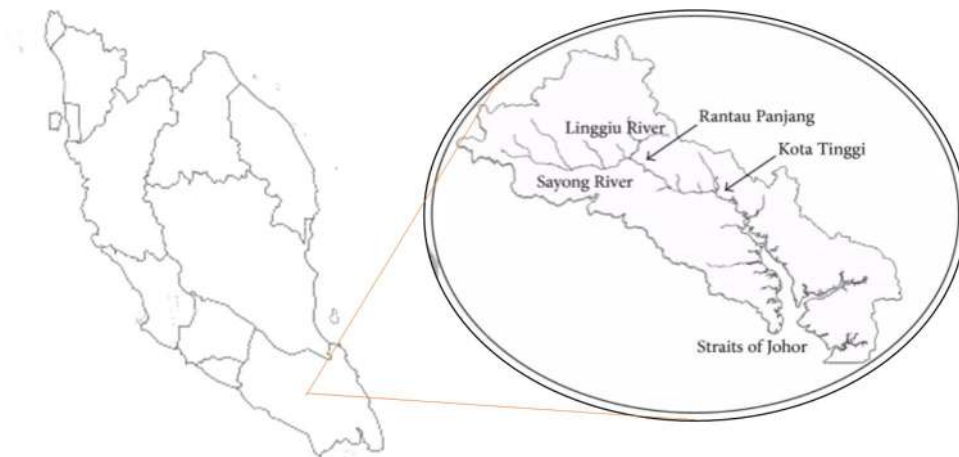 Linggiu River
Rantau Panjang
Kota Tinggi
Sayong River
Straits of Johor